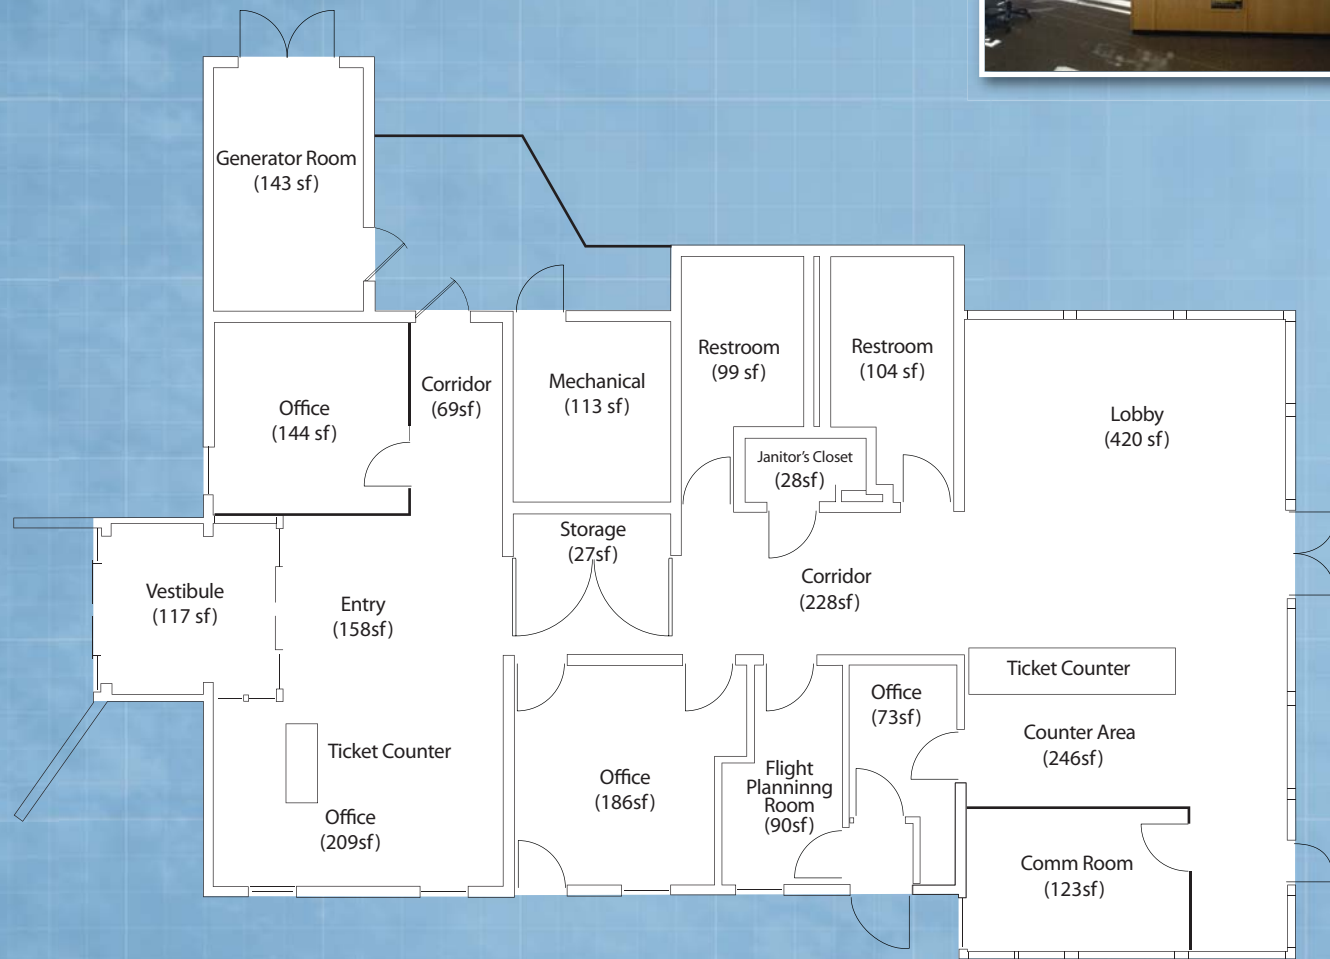 Generator Room
(143 sf)
Office
(144 sf)
Corridor
(69sf)
Mechanical
(113 sf)
Restroom
(99 sf)
Restroom
(104 sf)
Janitor's Closet
(28sf)
Lobby
(420 sf)
Storage
(27sf)
Vestibule
(117 sf)
Entry
(158sf)
Corridor
(228sf)
Ticket Counter
Office
(73sf)
Counter Area
(246sf)
Ticket Counter
Office
(209sf)
Office
(186sf)
Flight
Planninng
Room
(90sf)
Comm Room
(123sf)